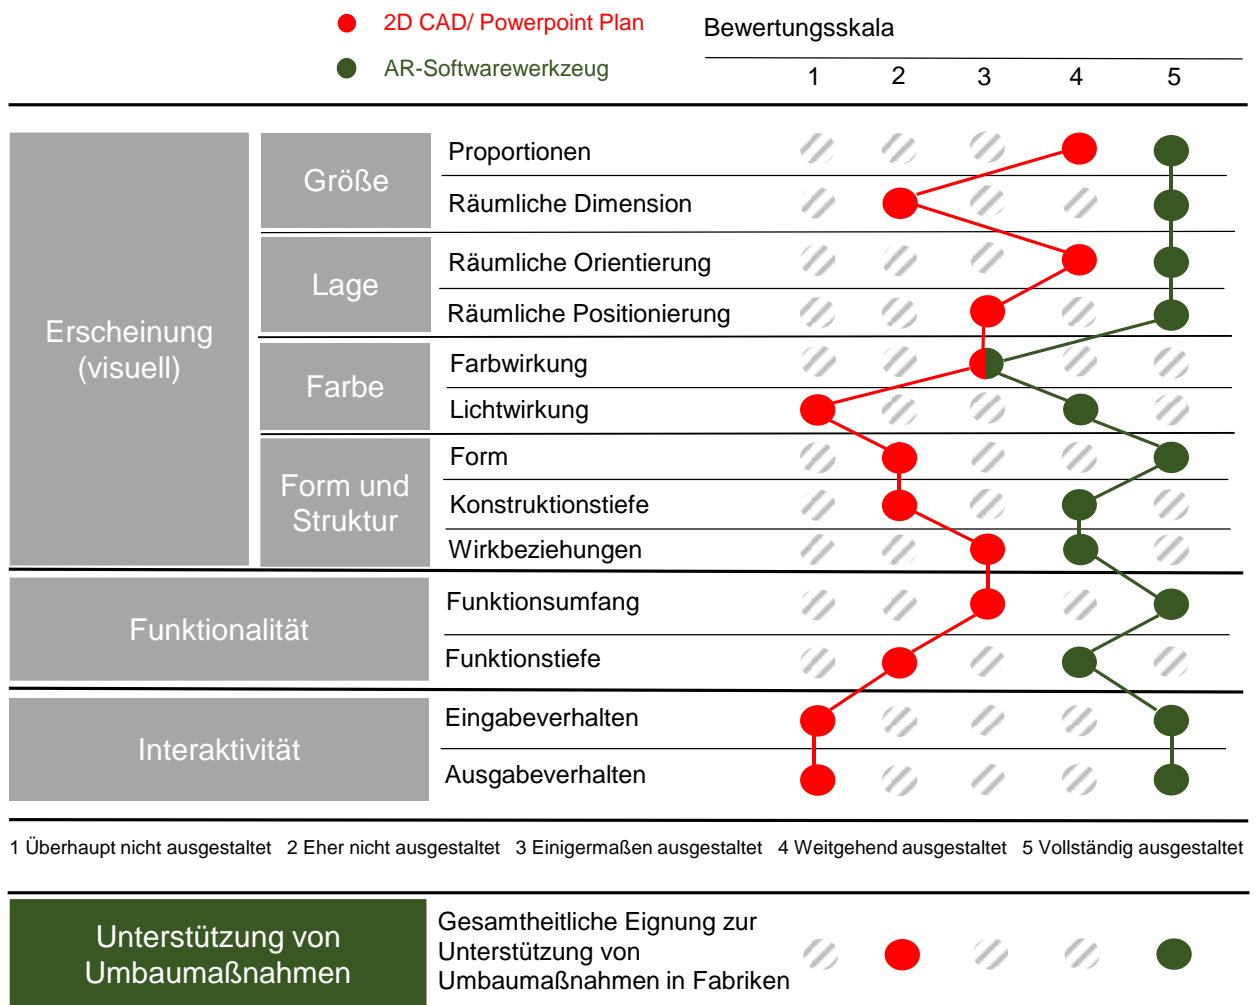 2D CAD/ Powerpoint Plan
AR-Softwarewerkzeug
Bewertungsskala
1 2 3 4 5
Erscheinung
(visuell)
Größe
Proportionen
Räumliche Dimension
Lage
Räumliche Orientierung
Räumliche Positionierung
Farbe
Farbwirkung
Lichtwirkung
Form und
Struktur
Form
Konstruktionstiefe
Wirkbeziehungen
Funktionalität
Funktionsumfang
Funktionstiefe
Interaktivität
Eingabeverhalten
Ausgabeverhalten
1 Überhaupt nicht ausgestaltet 2 Eher nicht ausgestaltet 3 Einigermaßen ausgestaltet 4 Weitgehend ausgestaltet 5 Vollständig ausgestaltet
Unterstützung von
Umbaumaßnahmen
Gesamtheitliche Eignung zur
Unterstützung von
Umbaumaßnahmen in Fabriken